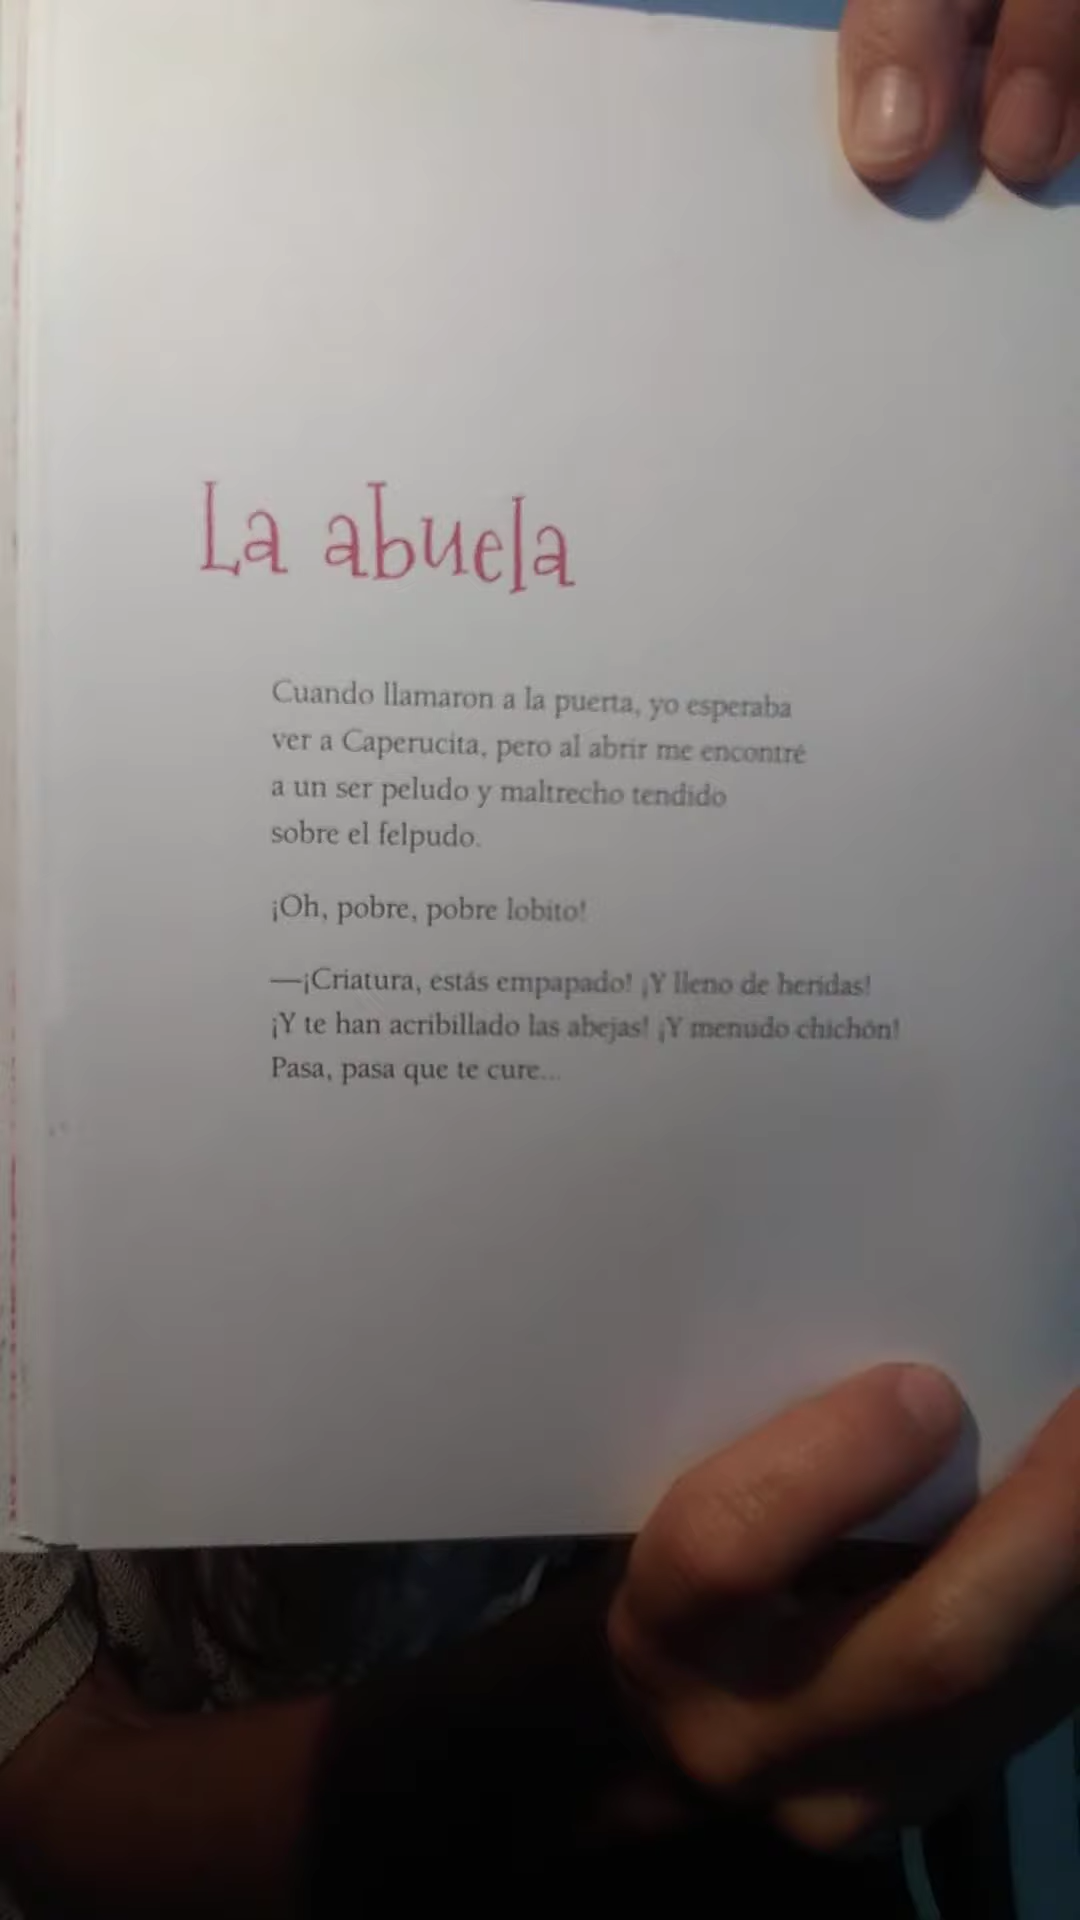 La abuela
Cuando llamaron a la puerta, yo esperaba
ver a Caperucita, pero al abrir me encontré
a un ser peludo y maltrecho tendido
sobre el felpudo.
¡Oh, pobre, pobre lobito!
—¡Criatura, estás empapado! ¡Y lleno de heridas!
¡Y te han acribillado las abejas! ¡Y menudo chichón!
Pasa, pasa que te cure...